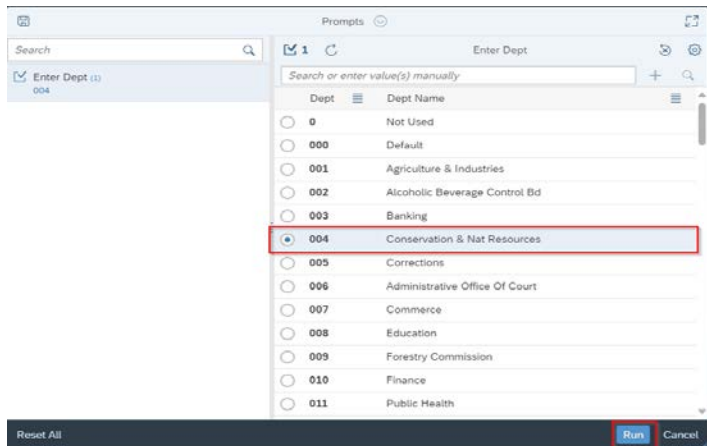 Prompts
Search
Enter Dept (1)
004
1
Enter Dept
Search or enter value(s) manually
Dept Dept Name
0 Not Used
000 Default
001 Agriculture & Industries
002 Alcoholic Beverage Control Bd
003 Banking
004 Conservation & Nat Resources
005 Corrections
006 Administrative Office Of Court
007 Commerce
008 Education
009 Forestry Commission
010 Finance
011 Public Health
Reset All Run Cancel